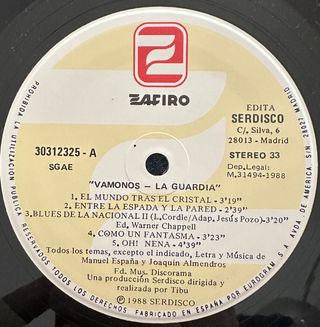 ZAFIRO
EDITA
SERDISCO
C/. Silva, 6
28013 - Madrid
30312325 - A
SGAE
STEREO 33
Dep. Legal:
M. 31494-1988
"VAMONOS - LA GUARDIA"
1. EL MUNDO TRAS EL CRISTAL - 3'19"
2. ENTRE LA ESPADA Y LA PARED - 2'39"
3. BLUES DE LA NACIONAL II (L. Cordle/Adap. Jesús Pozo) - 3'20"
Ed. Warner Chappell
4. COMO UN FANTASMA - 3'23"
5. OH! NENA - 4'39"
Todos los temas, excepto el indicado, Letra y Música de
Manuel España y Joaquín Almendros
Ed. Mus. Discorama
Una producción Serdisco dirigida y
realizada por Tibu
Ⓟ 1988 SERDISCO
PROHIBIDA LA UTILIZACION PUBLICA
TODOS LOS DERECHOS RESERVADOS. FABRICADO EN ESPAÑA POR EUROGRAM S.A. AVDA. DE AMERICA, S/N. 28027 MADRID